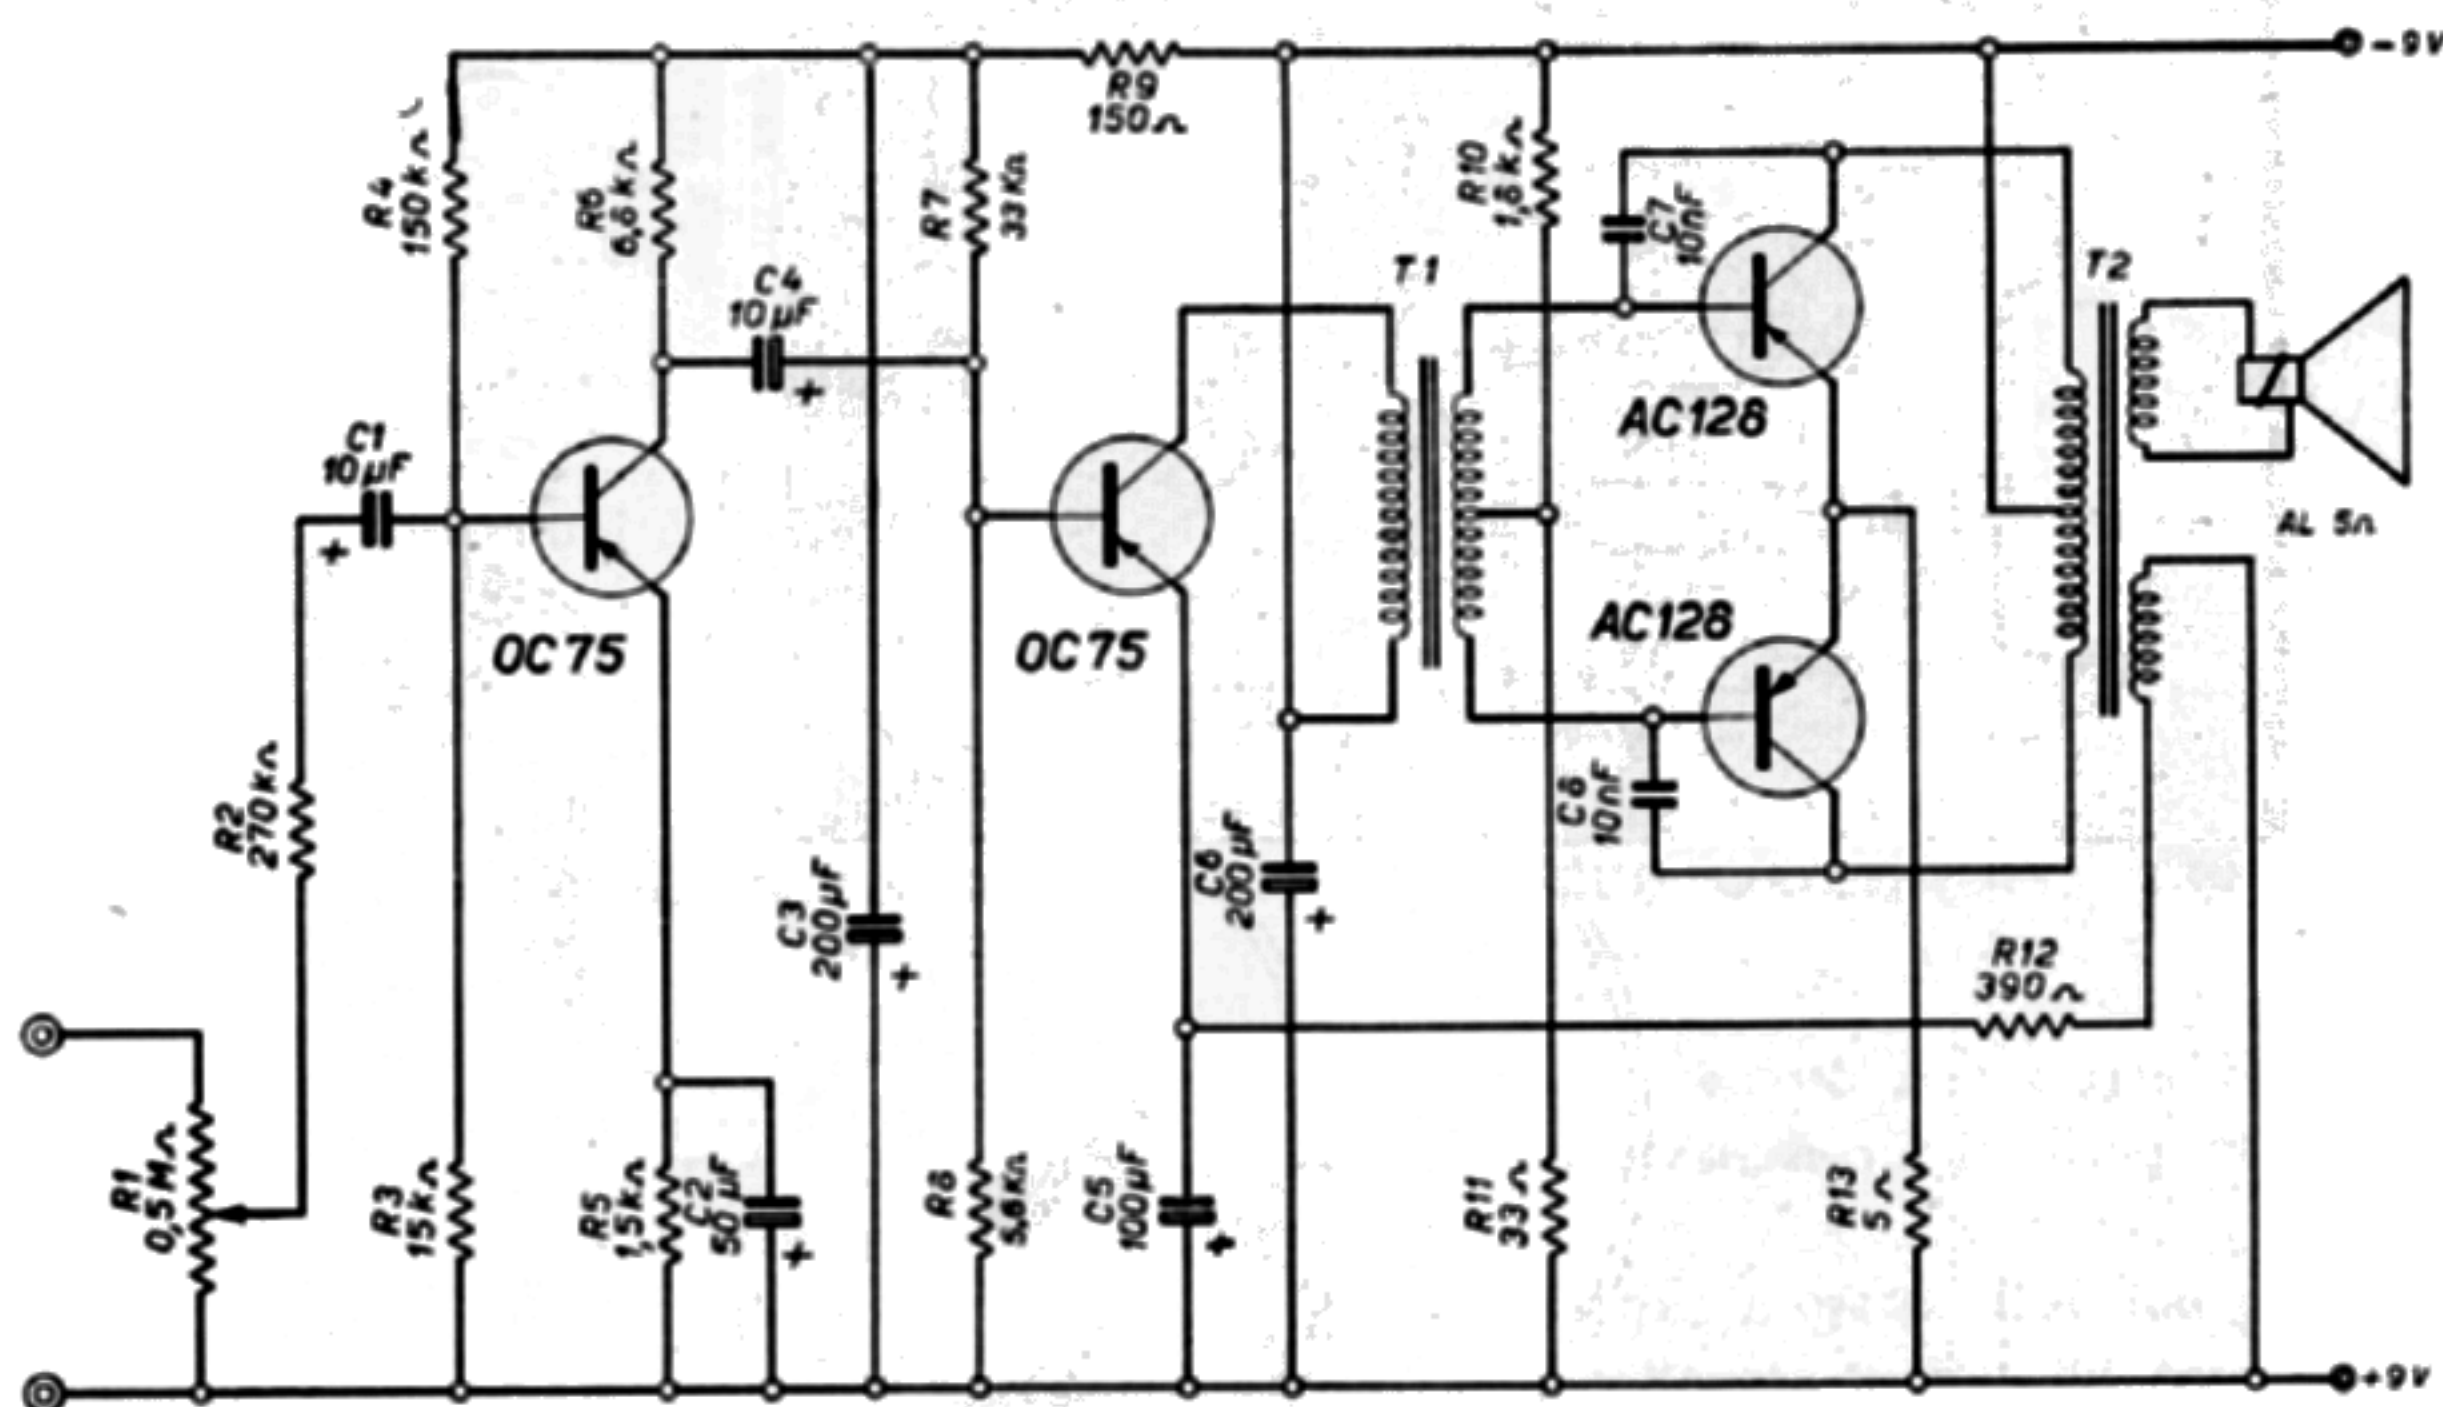 -9V
R9
150Ω
R4
150kΩ
R6
6,8kΩ
R7
33KΩ
R10
1,8kΩ
C7
10nF
T1
T2
C4
10µF
C1
10µF
AC128
AL 5Ω
OC75
OC75
AC128
R2
270kΩ
C8
10nF
C6
200µF
C3
200µF
R12
390Ω
R1
0,5MΩ
R3
15kΩ
R5
1,5kΩ
C2
50µF
R8
5,6KΩ
C5
100µF
R11
33Ω
R13
5Ω
+9V